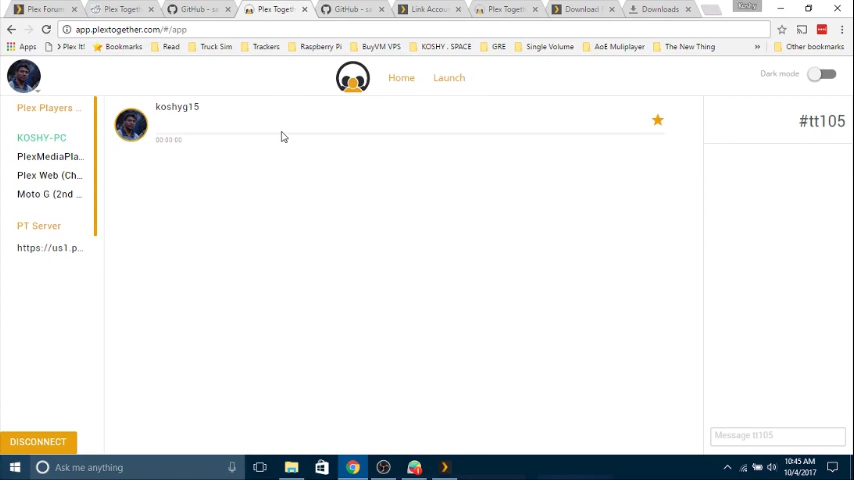 Plex Forum
Plex Togeth
GitHub - sa
Plex Togeth
GitHub - sa
Link Accou
Plex Togeth
Download P
Downloads
Koshy
app.plextogether.com/#/app
Apps
Plex It!
Bookmarks
Read
Truck Sim
Trackers
Raspberry Pi
BuyVM VPS
KOSHY . SPACE
GRE
Single Volume
AoE Muliplayer
The New Thing
Other bookmarks
Home
Launch
Dark mode
Plex Players ...
KOSHY-PC
PlexMediaPla...
Plex Web (Ch...
Moto G (2nd ...
PT Server
https://us1.p...
koshyg15
00:00:00
#tt105
Message tt105
DISCONNECT
Ask me anything
10:45 AM
10/4/2017